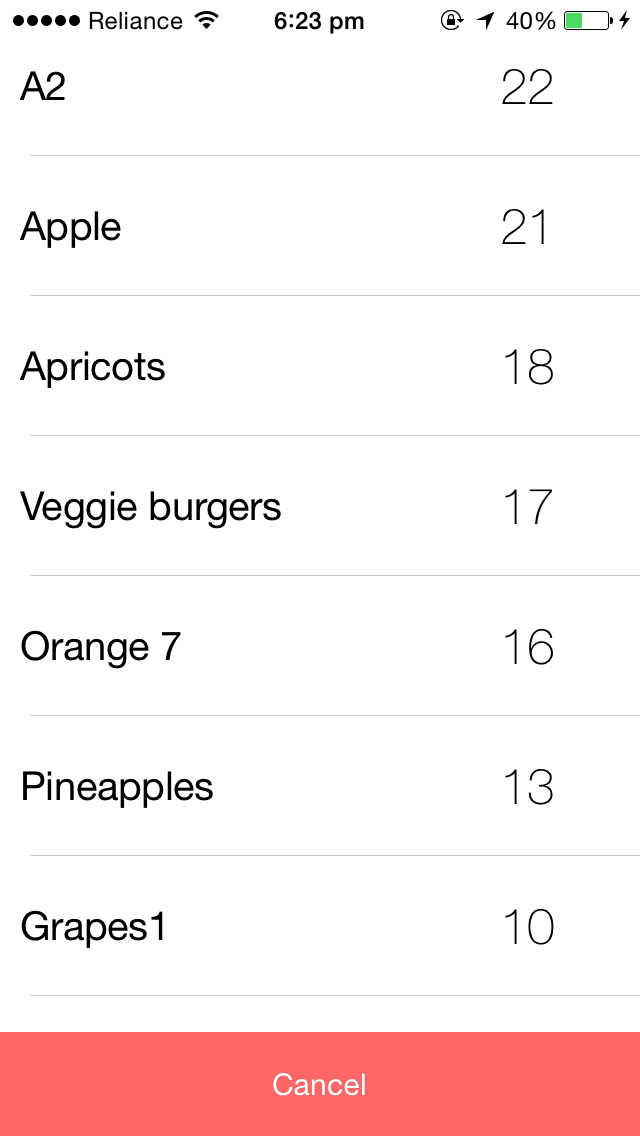 Reliance 6:23 pm 40%
A2 22
Apple 21
Apricots 18
Veggie burgers 17
Orange 7 16
Pineapples 13
Grapes1 10
Cancel